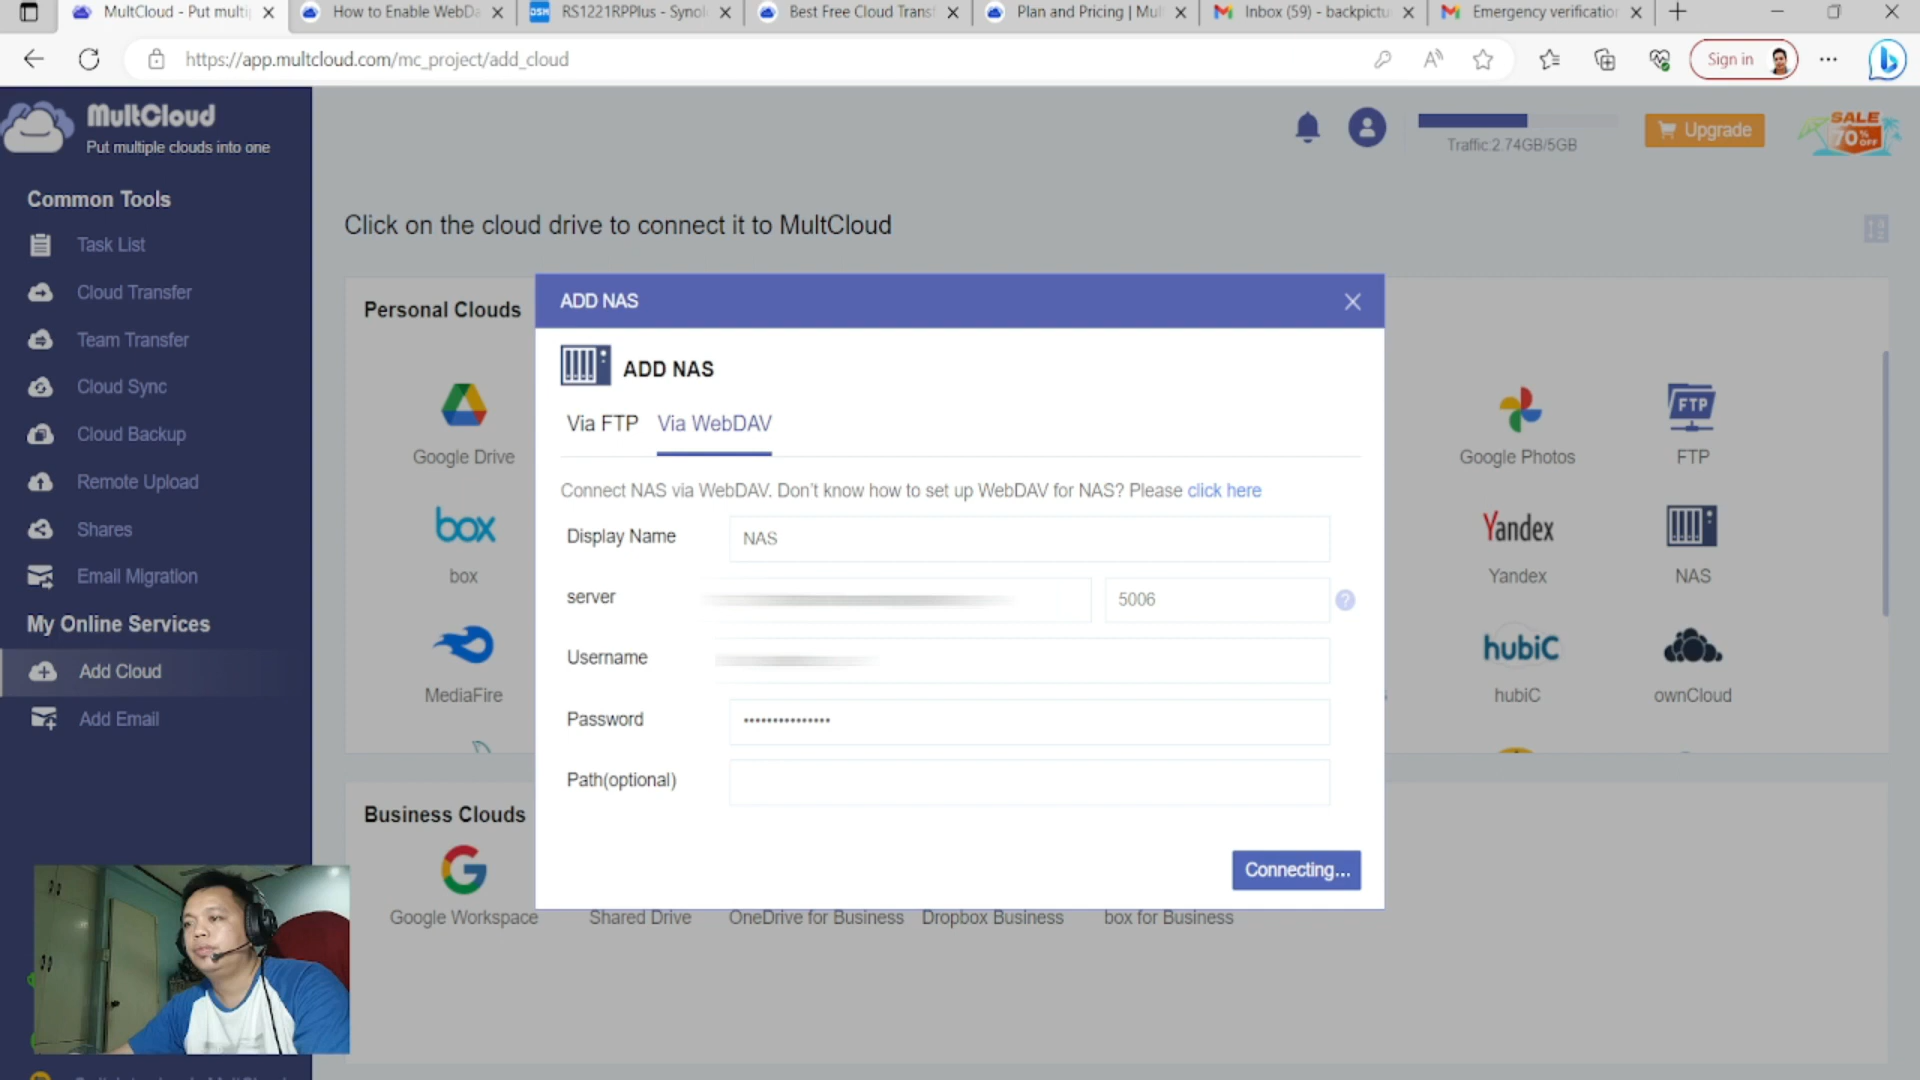 MultCloud - Put multi
How to Enable WebDa
DSM
RS1221RPPlus - Synol
Best Free Cloud Transf
Plan and Pricing | Mul
Inbox (59) - backpictu
Emergency verification
https://app.multcloud.com/mc_project/add_cloud
Sign in
MultCloud
Put multiple clouds into one
Traffic:2.74GB/5GB
Upgrade
SALE
70%
OFF
Common Tools
Task List
Cloud Transfer
Team Transfer
Cloud Sync
Cloud Backup
Remote Upload
Shares
Email Migration
My Online Services
Add Cloud
Add Email
Click on the cloud drive to connect it to MultCloud
Personal Clouds
Google Drive
box
box
MediaFire
ADD NAS
ADD NAS
Via FTP
Via WebDAV
Connect NAS via WebDAV. Don't know how to set up WebDAV for NAS? Please click here
Display Name
NAS
server
5006
?
Username
Password
Path(optional)
Connecting...
Google Photos
FTP
FTP
Yandex
Yandex
NAS
hubiC
hubiC
ownCloud
Business Clouds
Google Workspace
Shared Drive
OneDrive for Business
Dropbox Business
box for Business